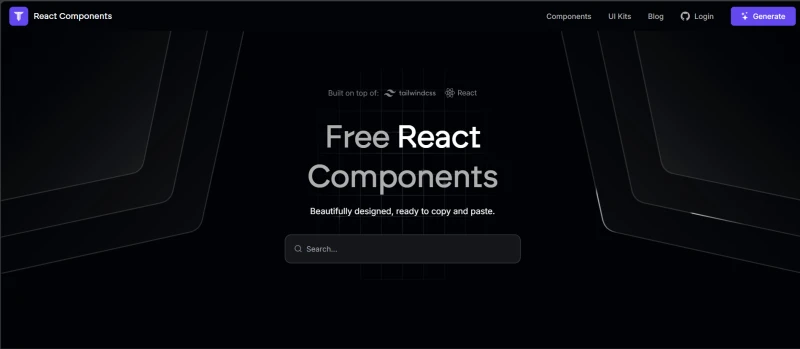 React Components
Components
UI Kits
Blog
Login
Generate
Built on top of: tailwindcss React
Free React
Components
Beautifully designed, ready to copy and paste.
Search...